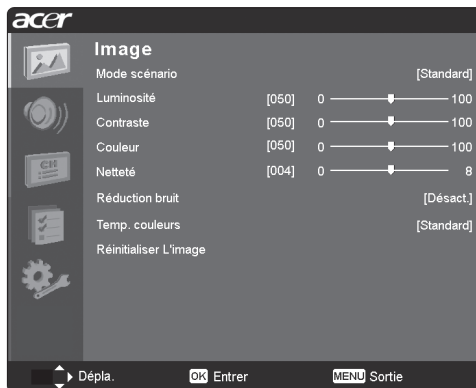 acer
Image
Mode scénario [Standard]
Luminosité [050] 0 100
Contraste [050] 0 100
Couleur [050] 0 100
Netteté [004] 0 8
Réduction bruit [Désact.]
Temp. couleurs [Standard]
Réinitialiser L'image
CH
Dépla. OK Entrer MENU Sortie